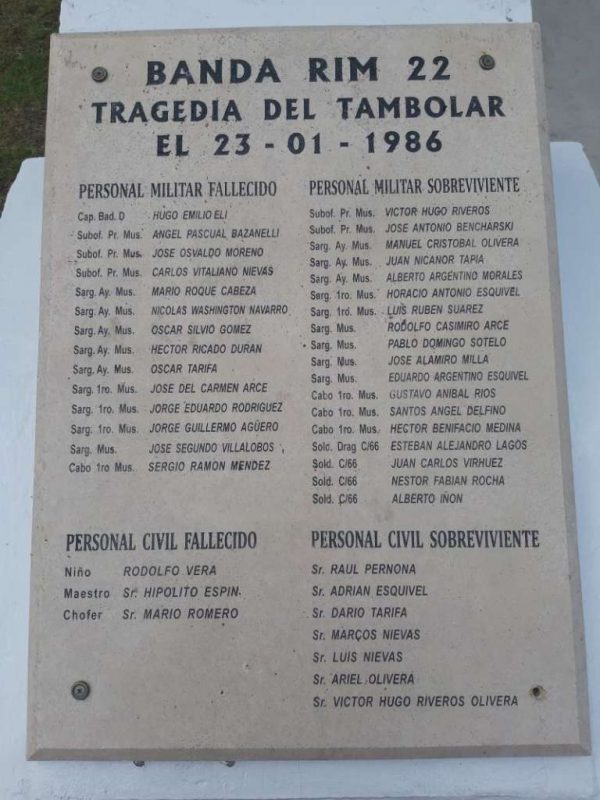 BANDA RIM 22
TRAGEDIA DEL TAMBOLAR
EL 23 - 01 - 1986
PERSONAL MILITAR FALLECIDO
Cap. Bad. D HUGO EMILIO ELI
Subof. Pr. Mus. ANGEL PASCUAL BAZANELLI
Subof. Pr. Mus. JOSE OSVALDO MORENO
Subof. Pr. Mus. CARLOS VITALIANO NIEVAS
Sarg. Ay. Mus. MARIO ROQUE CABEZA
Sarg. Ay. Mus. NICOLAS WASHINGTON NAVARRO
Sarg. Ay. Mus. OSCAR SILVIO GOMEZ
Sarg. Ay. Mus. HECTOR RICADO DURAN
Sarg. Ay. Mus. OSCAR TARIFA
Sarg. 1ro. Mus. JOSE DEL CARMEN ARCE
Sarg. 1ro. Mus. JORGE EDUARDO RODRIGUEZ
Sarg. 1ro. Mus. JORGE GUILLERMO AGÜERO
Sarg. Mus. JOSE SEGUNDO VILLALOBOS
Cabo 1ro Mus. SERGIO RAMON MENDEZ
PERSONAL MILITAR SOBREVIVIENTE
Subof. Pr. Mus. VICTOR HUGO RIVEROS
Subof. Pr. Mus. JOSE ANTONIO BENCHARSKI
Sarg. Ay. Mus. MANUEL CRISTOBAL OLIVERA
Sarg. Ay. Mus. JUAN NICANOR TAPIA
Sarg. Ay. Mus. ALBERTO ARGENTINO MORALES
Sarg. 1ro. Mus. HORACIO ANTONIO ESQUIVEL
Sarg. 1ro. Mus. LUIS RUBEN SUAREZ
Sarg. Mus. RODOLFO CASIMIRO ARCE
Sarg. Mus. PABLO DOMINGO SOTELO
Sarg. Mus. JOSE ALAMIRO MILLA
Sarg. Mus. EDUARDO ARGENTINO ESQUIVEL
Cabo 1ro. Mus. GUSTAVO ANIBAL RIOS
Cabo 1ro. Mus. SANTOS ANGEL DELFINO
Cabo 1ro. Mus. HECTOR BENIFACIO MEDINA
Sold. Drag C/66 ESTEBAN ALEJANDRO LAGOS
Sold. C/66 JUAN CARLOS VIRHUEZ
Sold. C/66 NESTOR FABIAN ROCHA
Sold. C/66 ALBERTO IÑON
PERSONAL CIVIL FALLECIDO
Niño RODOLFO VERA
Maestro Sr. HIPOLITO ESPIN
Chofer Sr. MARIO ROMERO
PERSONAL CIVIL SOBREVIVIENTE
Sr. RAUL PERNONA
Sr. ADRIAN ESQUIVEL
Sr. DARIO TARIFA
Sr. MARCOS NIEVAS
Sr. LUIS NIEVAS
Sr. ARIEL OLIVERA
Sr. VICTOR HUGO RIVEROS OLIVERA